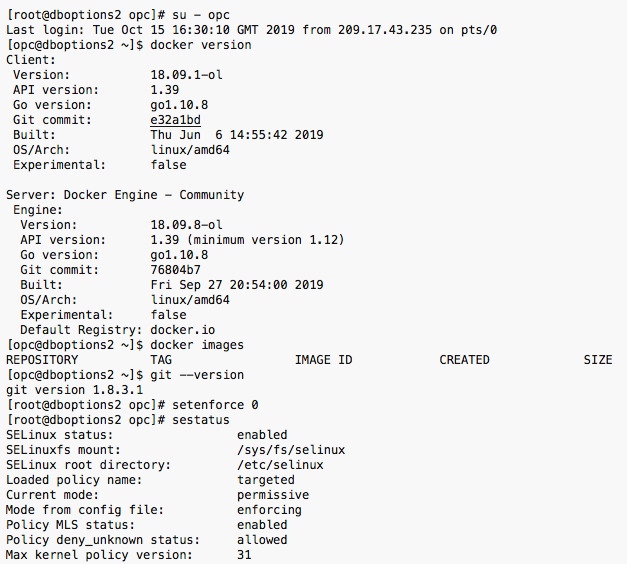 [root@dboptions2 opc]# su - opc
Last login: Tue Oct 15 16:30:10 GMT 2019 from 209.17.43.235 on pts/0
[opc@dboptions2 ~]$ docker version
Client:
 Version:           18.09.1-ol
 API version:       1.39
 Go version:        go1.10.8
 Git commit:        e32a1bd
 Built:             Thu Jun  6 14:55:42 2019
 OS/Arch:           linux/amd64
 Experimental:      false

Server: Docker Engine - Community
 Engine:
  Version:          18.09.8-ol
  API version:      1.39 (minimum version 1.12)
  Go version:       go1.10.8
  Git commit:       76804b7
  Built:            Fri Sep 27 20:54:00 2019
  OS/Arch:          linux/amd64
  Experimental:     false
  Default Registry: docker.io
[opc@dboptions2 ~]$ docker images
REPOSITORY          TAG                 IMAGE ID            CREATED             SIZE
[opc@dboptions2 ~]$ git --version
git version 1.8.3.1
[root@dboptions2 opc]# setenforce 0
[root@dboptions2 opc]# sestatus
SELinux status:                 enabled
SELinuxfs mount:                /sys/fs/selinux
SELinux root directory:         /etc/selinux
Loaded policy name:             targeted
Current mode:                   permissive
Mode from config file:          enforcing
Policy MLS status:              enabled
Policy deny_unknown status:     allowed
Max kernel policy version:      31